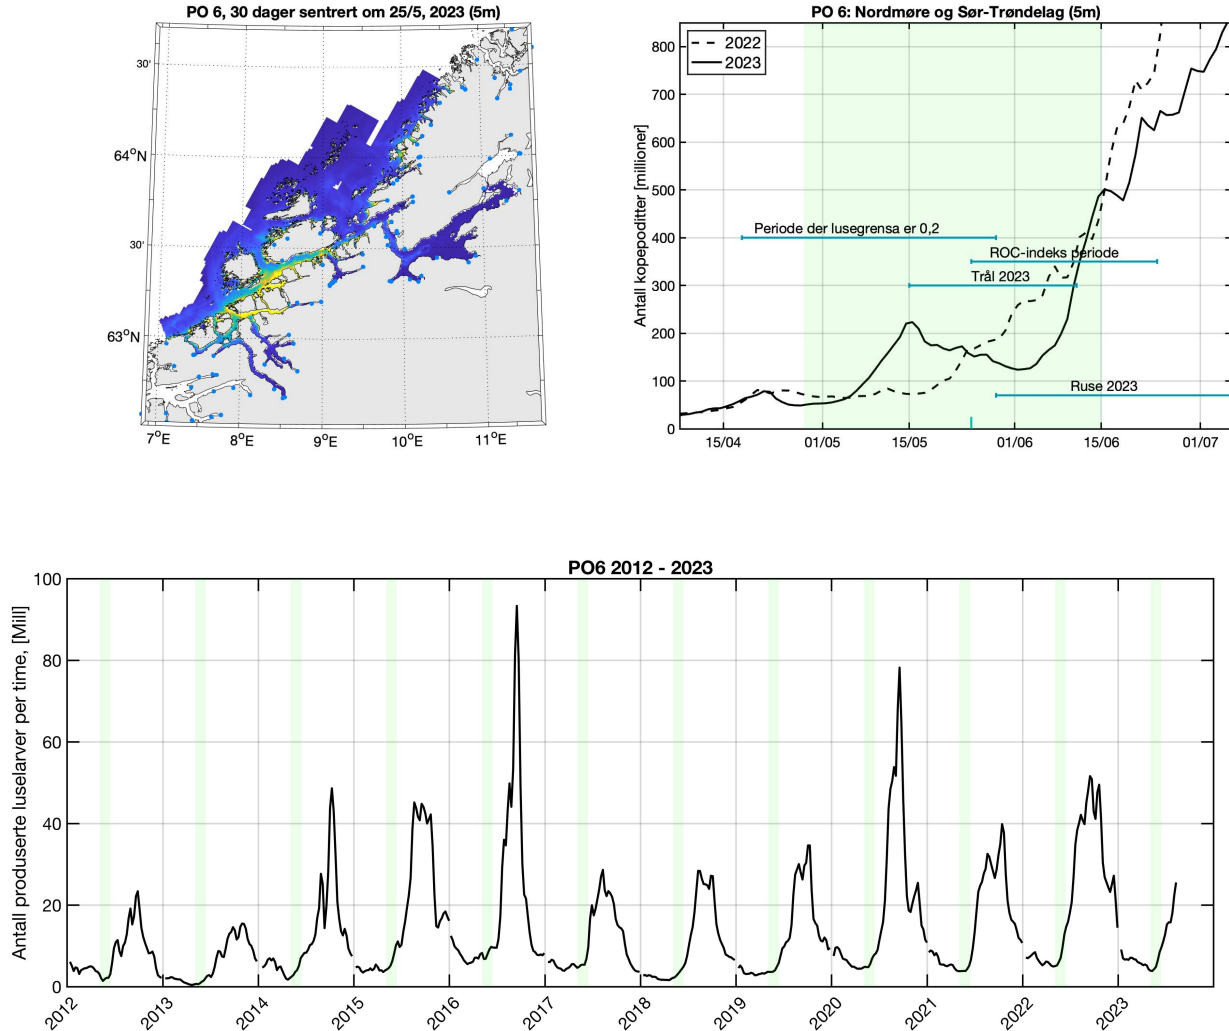 PO 6, 30 dager sentrert om 25/5, 2023 (5m)
30'
64°N
30'
63°N
7°E 8°E 9°E 10°E 11°E
PO 6: Nordmøre og Sør-Trøndelag (5m)
Antall kopepoditter [millioner]
800
700
600
500
400
300
200
100
0
2022
2023
Periode der lusegrensa er 0,2
ROC-indeks periode
Trål 2023
Ruse 2023
15/04 01/05 15/05 01/06 15/06 01/07
PO6 2012 - 2023
Antall produserte luselarver per time, [Mill]
100
80
60
40
20
0
2012 2013 2014 2015 2016 2017 2018 2019 2020 2021 2022 2023